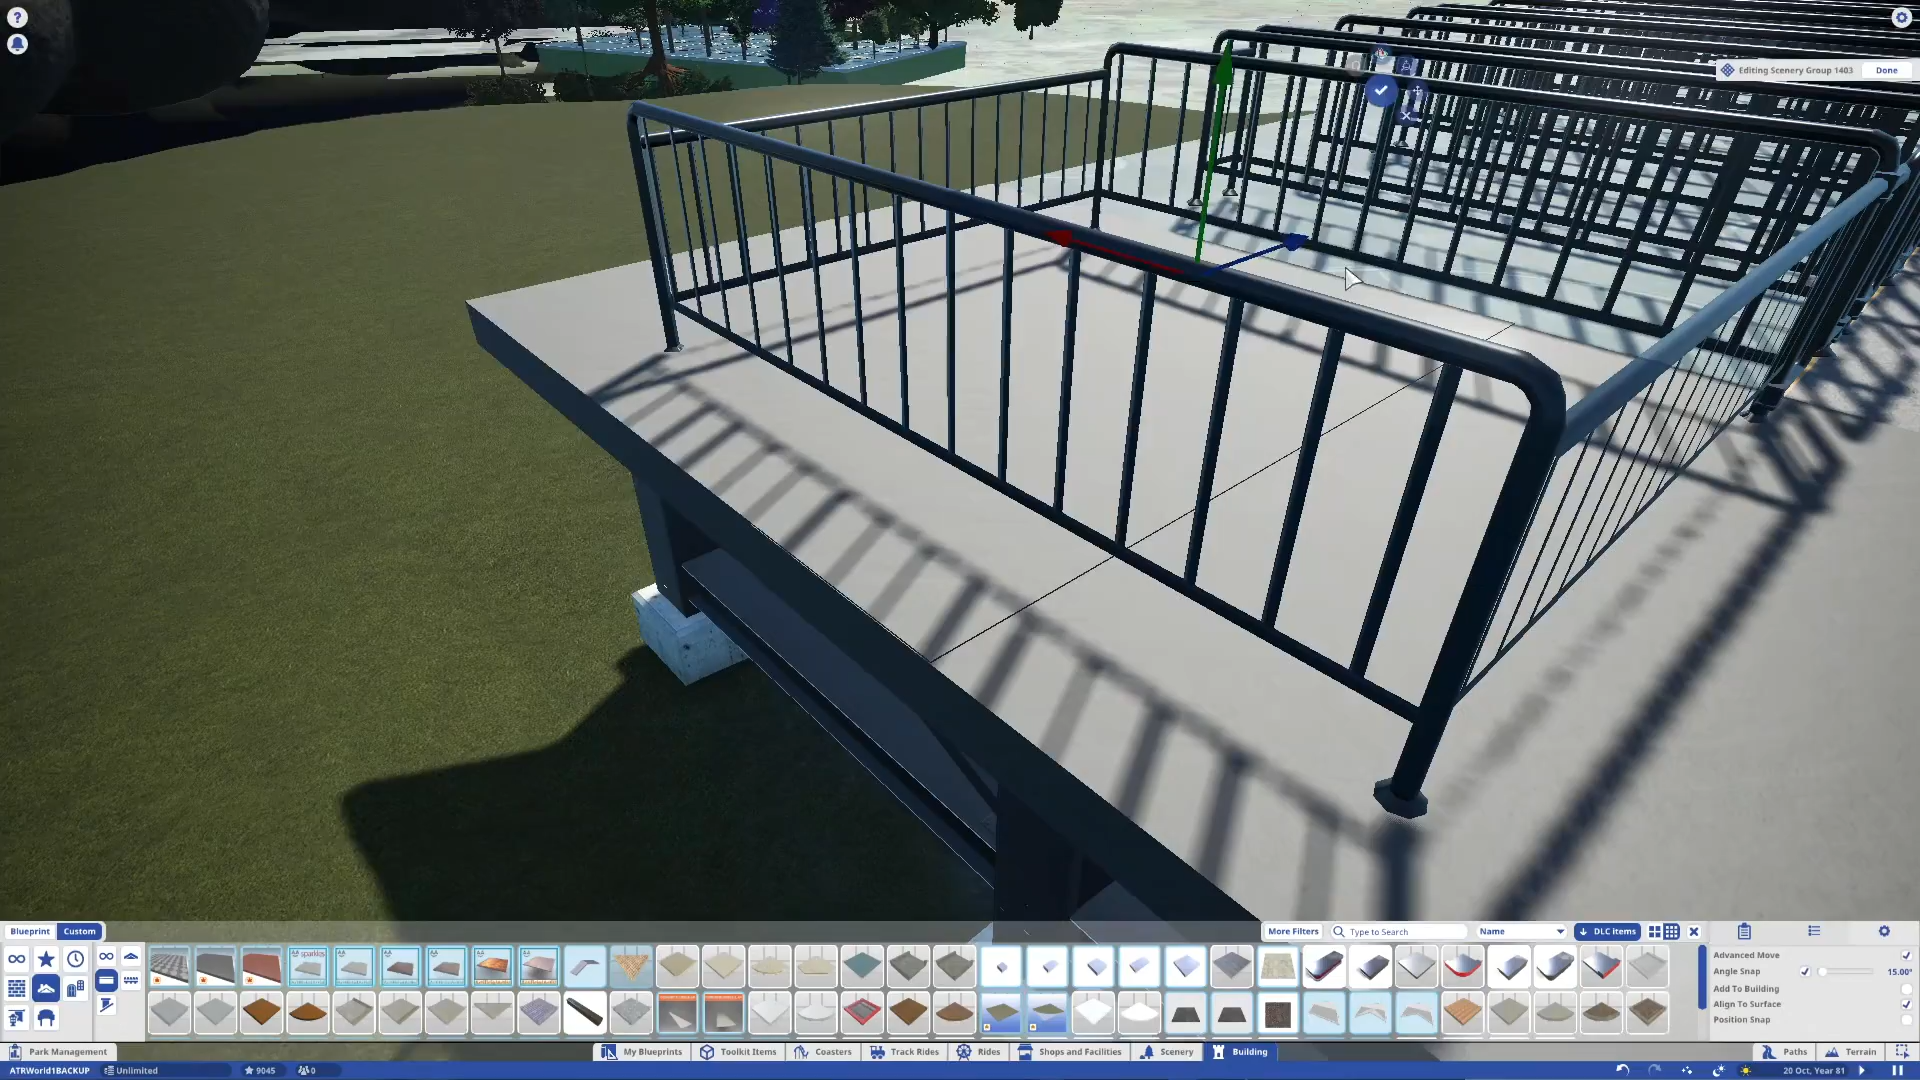 ?
Editing Scenery Group 1403 Done
Blueprint Custom
More Filters Type to Search Name DLC Items
sparkles
Advanced Move
Angle Snap 15.00°
Add To Building
Align To Surface
Position Snap
Park Management My Blueprints Toolkit Items Coasters Track Rides Rides Shops and Facilities Scenery Building Paths Terrain
ATRWorld1BACKUP Unlimited 9045 0 20 Oct, Year 81